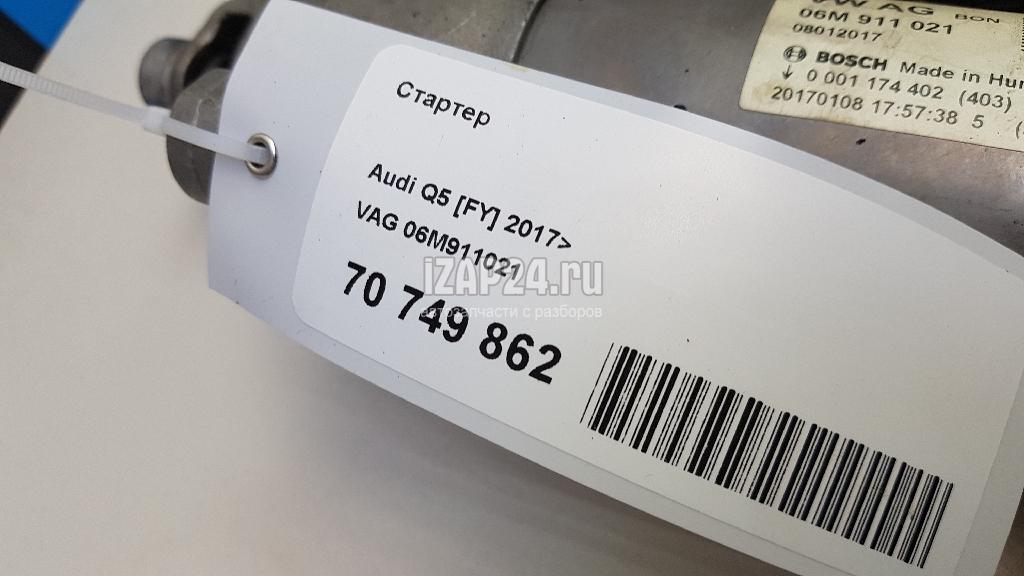 VW AG BON
06M 911 021
08012017
BOSCH Made in Hun
0 001 174 402 (403)
20170108 17:57:38 5 (
Стартер
Audi Q5 [FY] 2017>
VAG 06M911021
70 749 862
iZAP24.ru
автозапчасти с разборов